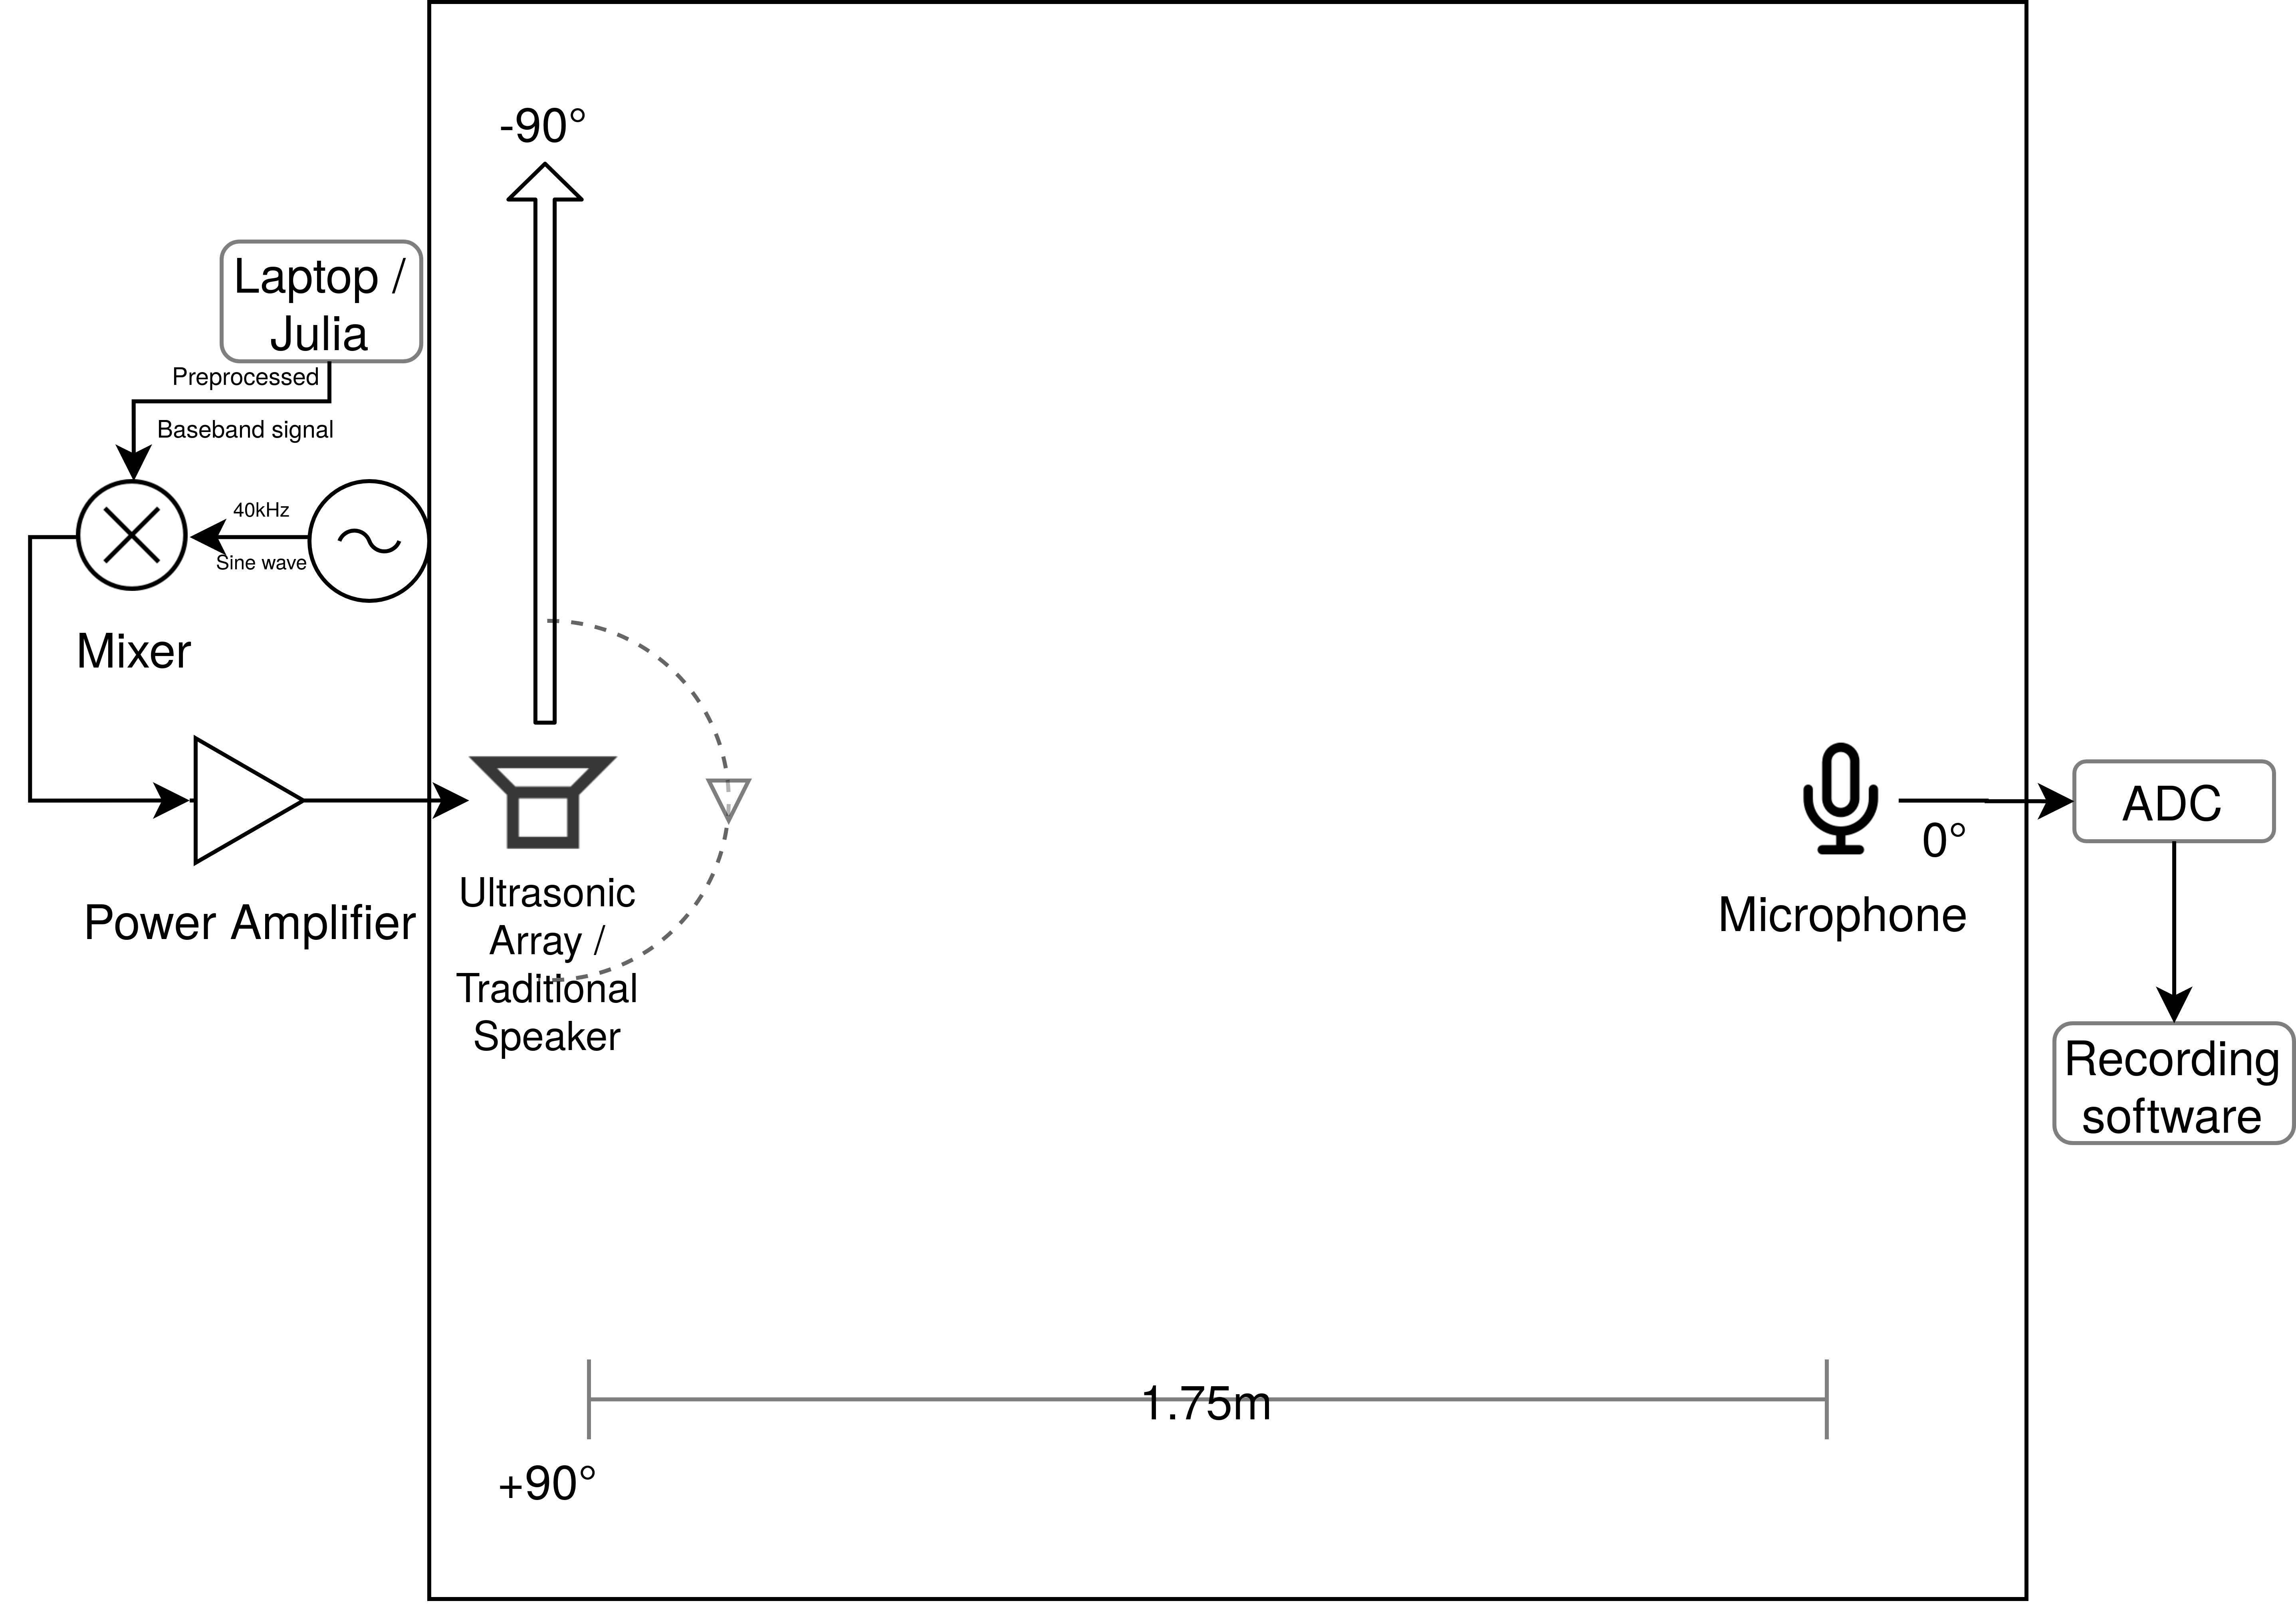 -90°
Laptop /
Julia
Preprocessed
Baseband signal
40kHz
Sine wave
Mixer
Power Amplifier
Ultrasonic
Array /
Traditional
Speaker
0°
Microphone
ADC
Recording
software
1.75m
+90°